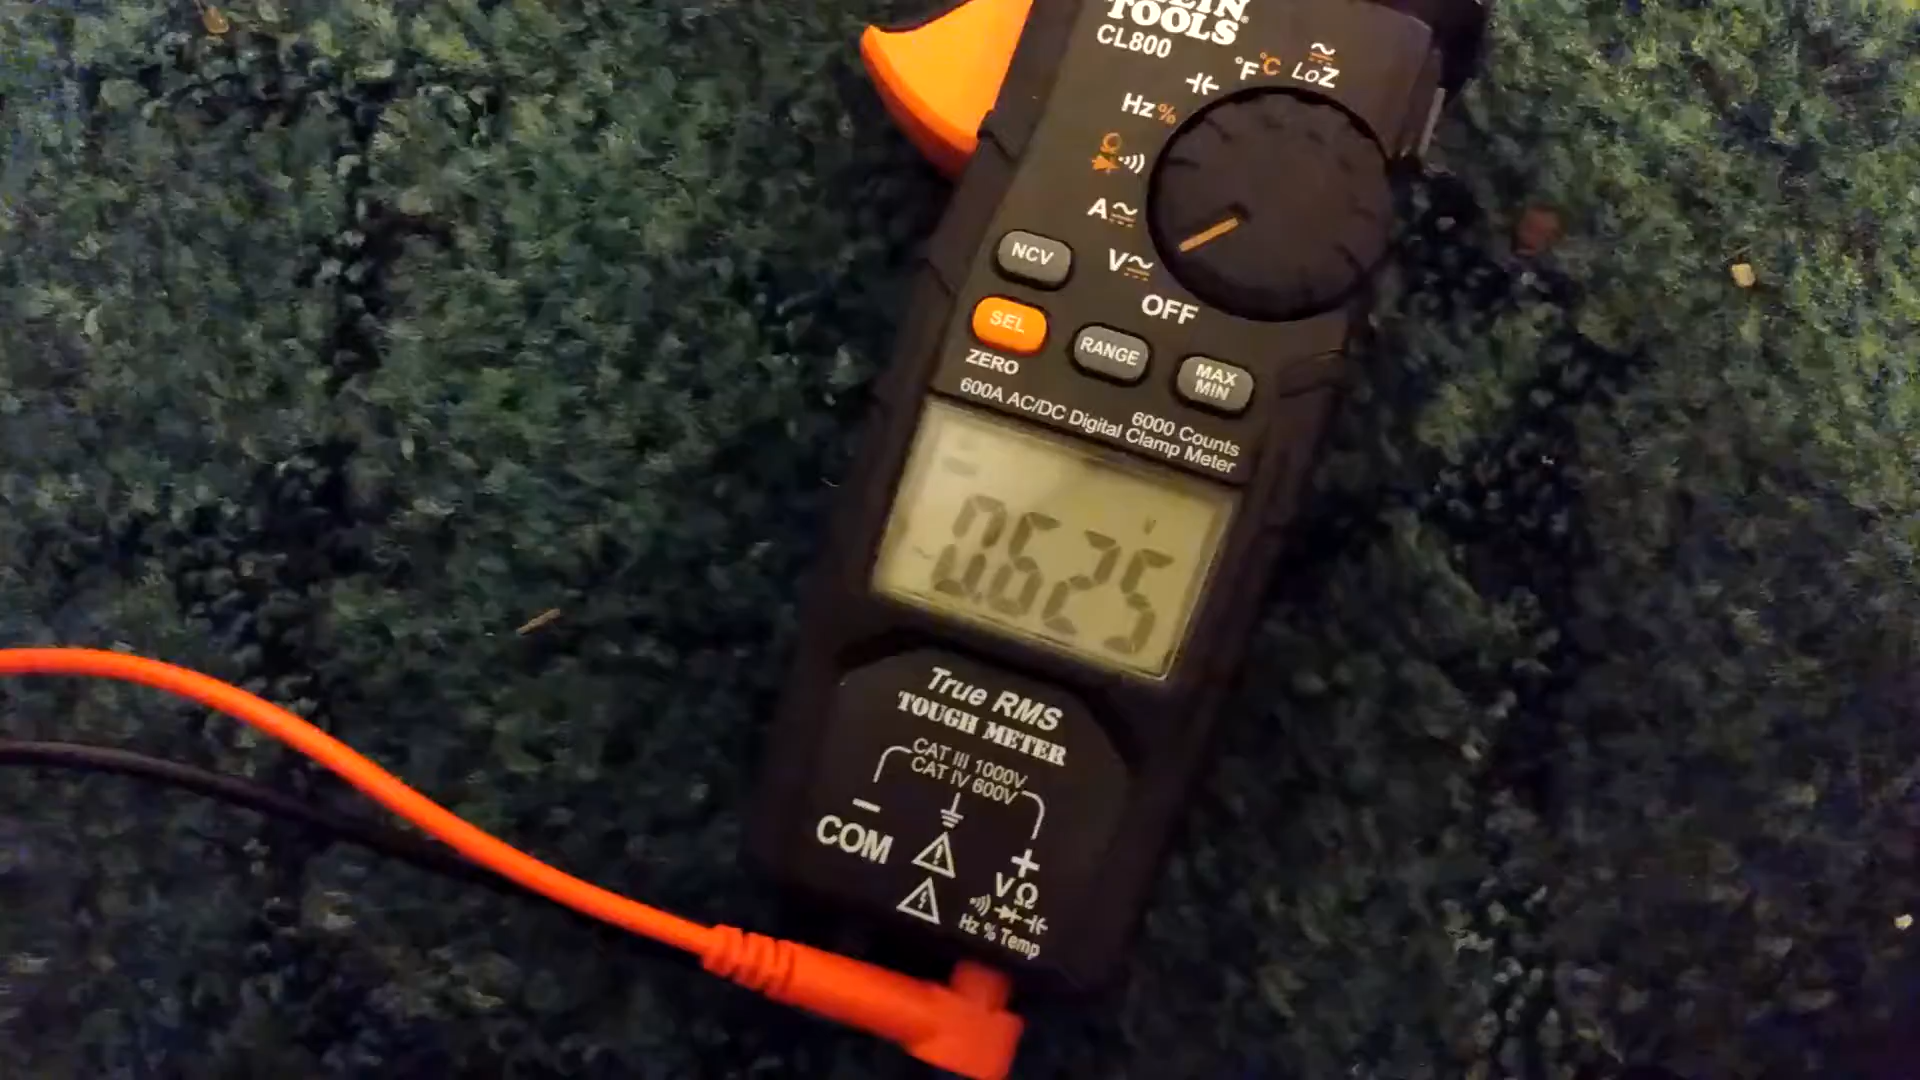 TOOLS
CL800
°F °C LoZ
Hz %
A
V
OFF
NCV
SEL
ZERO
RANGE
MAX
MIN
6000 Counts
600A AC/DC Digital Clamp Meter
V
0.625
True RMS
TOUGH METER
CAT III 1000V
CAT IV 600V
− +
COM VΩ
Hz % Temp